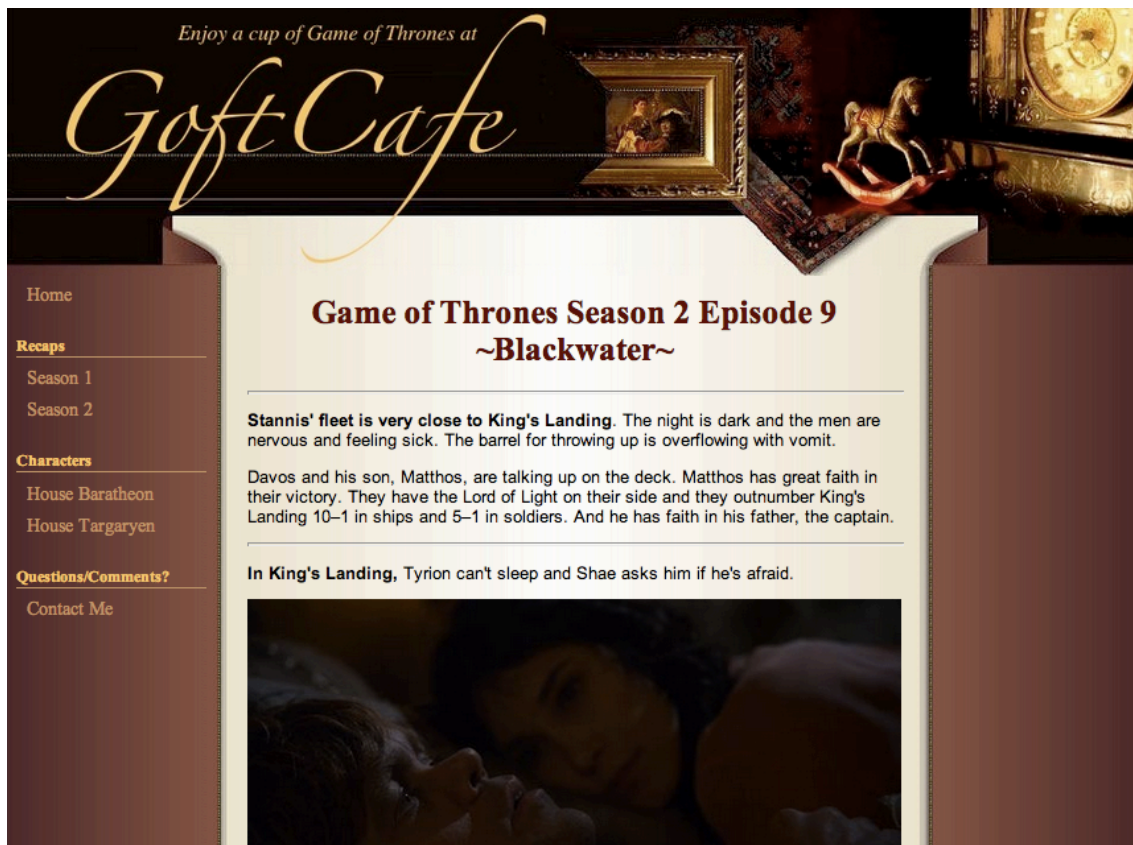 Enjoy a cup of Game of Thrones at
Goft Cafe
Home
Recaps
Season 1
Season 2
Characters
House Baratheon
House Targaryen
Questions/Comments?
Contact Me
Game of Thrones Season 2 Episode 9
~Blackwater~
Stannis' fleet is very close to King's Landing. The night is dark and the men are
nervous and feeling sick. The barrel for throwing up is overflowing with vomit.
Davos and his son, Matthos, are talking up on the deck. Matthos has great faith in
their victory. They have the Lord of Light on their side and they outnumber King's
Landing 10–1 in ships and 5–1 in soldiers. And he has faith in his father, the captain.
In King's Landing, Tyrion can't sleep and Shae asks him if he's afraid.